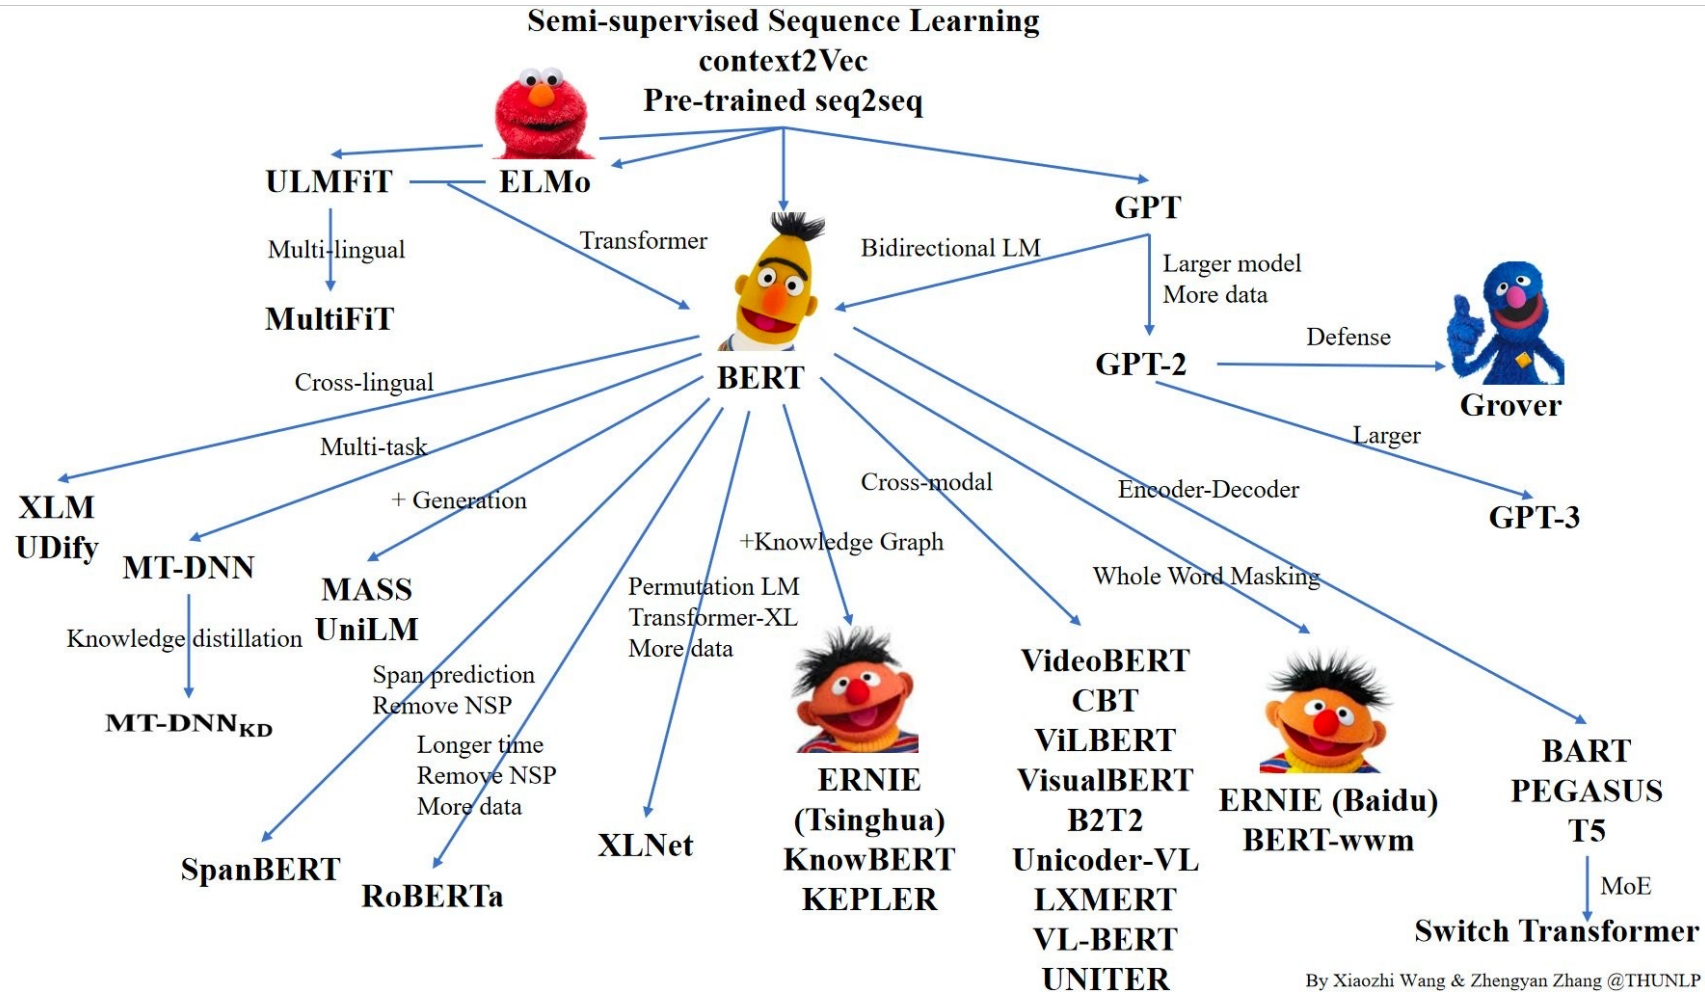 Semi-supervised Sequence Learning
context2Vec
Pre-trained seq2seq
ULMFiT
ELMo
GPT
Multi-lingual
Transformer
Bidirectional LM
Larger model
More data
MultiFiT
Defense
GPT-2
Grover
BERT
Cross-lingual
Larger
Multi-task
Cross-modal
Encoder-Decoder
+ Generation
GPT-3
XLM
UDify
+Knowledge Graph
MT-DNN
Whole Word Masking
MASS
UniLM
Permutation LM
Transformer-XL
More data
Knowledge distillation
Span prediction
Remove NSP
MT-DNNKD
Longer time
Remove NSP
More data
SpanBERT
RoBERTa
XLNet
ERNIE
(Tsinghua)
KnowBERT
KEPLER
VideoBERT
CBT
ViLBERT
VisualBERT
B2T2
Unicoder-VL
LXMERT
VL-BERT
UNITER
ERNIE (Baidu)
BERT-wwm
BART
PEGASUS
T5
MoE
Switch Transformer
By Xiaozhi Wang & Zhengyan Zhang @THUNLP